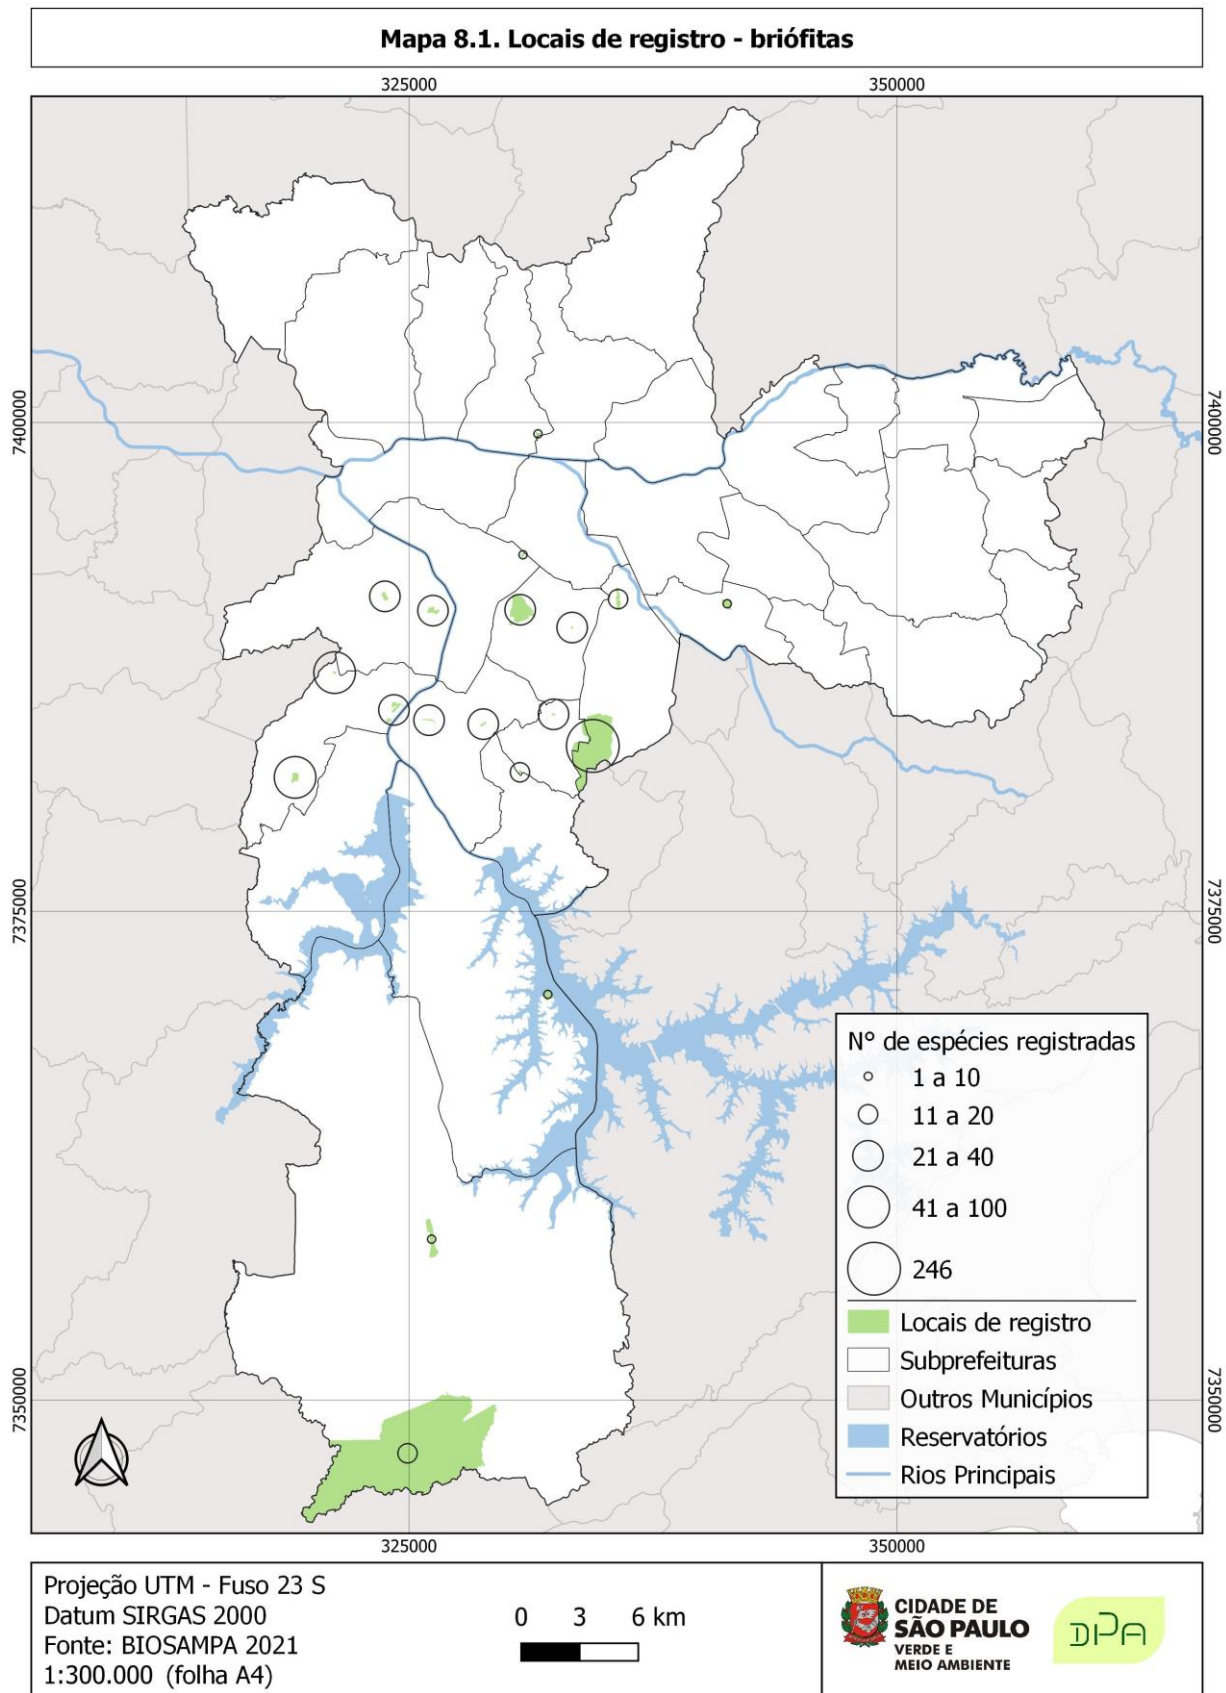 Mapa 8.1. Locais de registro - briófitas
325000
350000
7400000
7400000
7375000
7375000
7350000
7350000
N° de espécies registradas
1 a 10
11 a 20
21 a 40
41 a 100
246
Locais de registro
Subprefeituras
Outros Municípios
Reservatórios
Rios Principais
325000
350000
Projeção UTM - Fuso 23 S
Datum SIRGAS 2000
Fonte: BIOSAMPA 2021
1:300.000 (folha A4)
0 3 6 km
CIDADE DE
SÃO PAULO
VERDE E
MEIO AMBIENTE
DPA